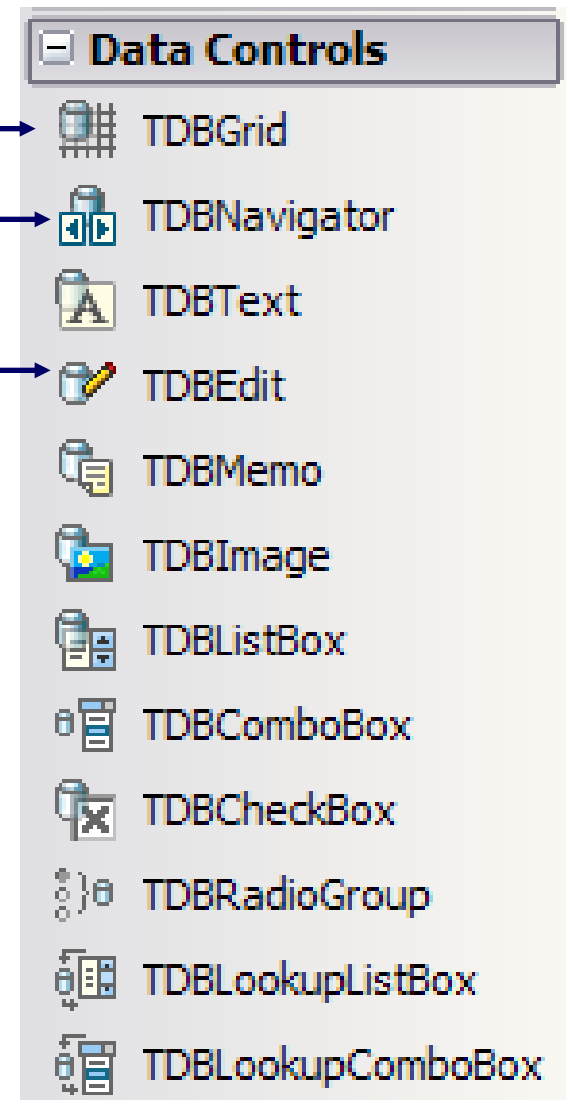 Data Controls
TDBGrid
TDBNavigator
TDBText
TDBEdit
TDBMemo
TDBImage
TDBListBox
TDBComboBox
TDBCheckBox
TDBRadioGroup
TDBLookupListBox
TDBLookupComboBox